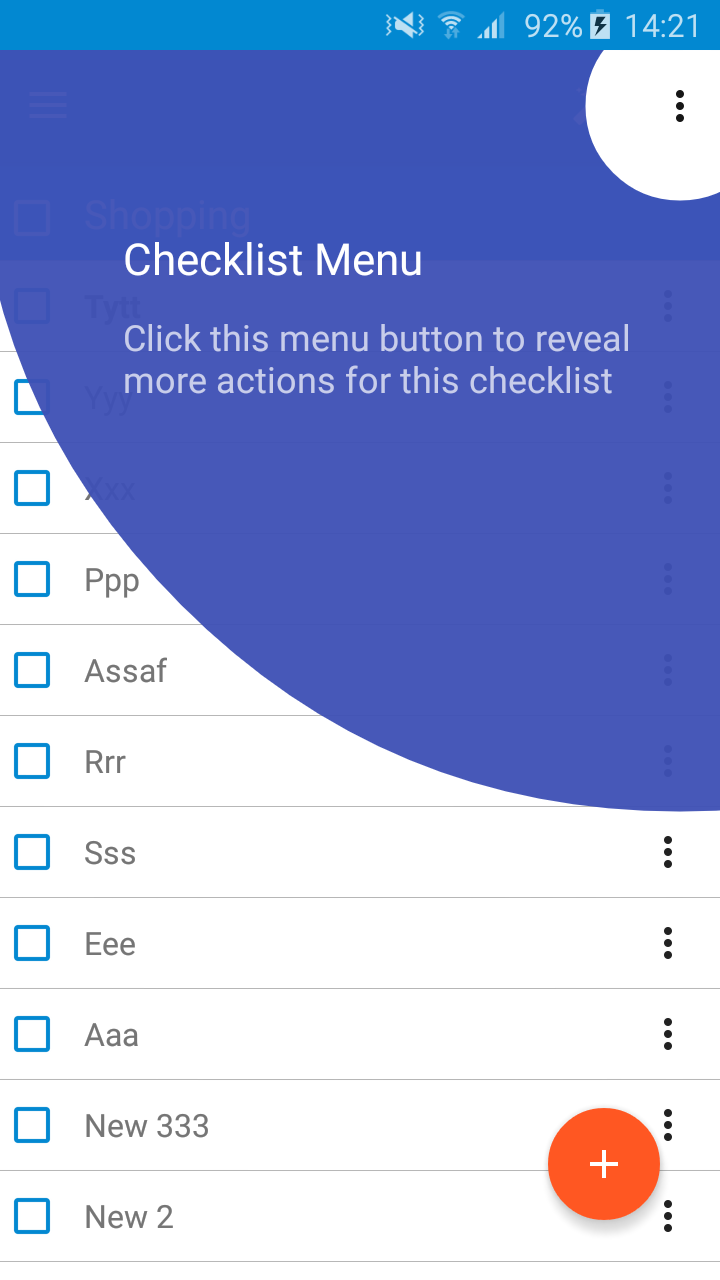 92% 14:21
Shopping
Checklist Menu
Tytt
Click this menu button to reveal
more actions for this checklist
Yyy
Xxx
Ppp
Assaf
Rrr
Sss
Eee
Aaa
New 333
New 2